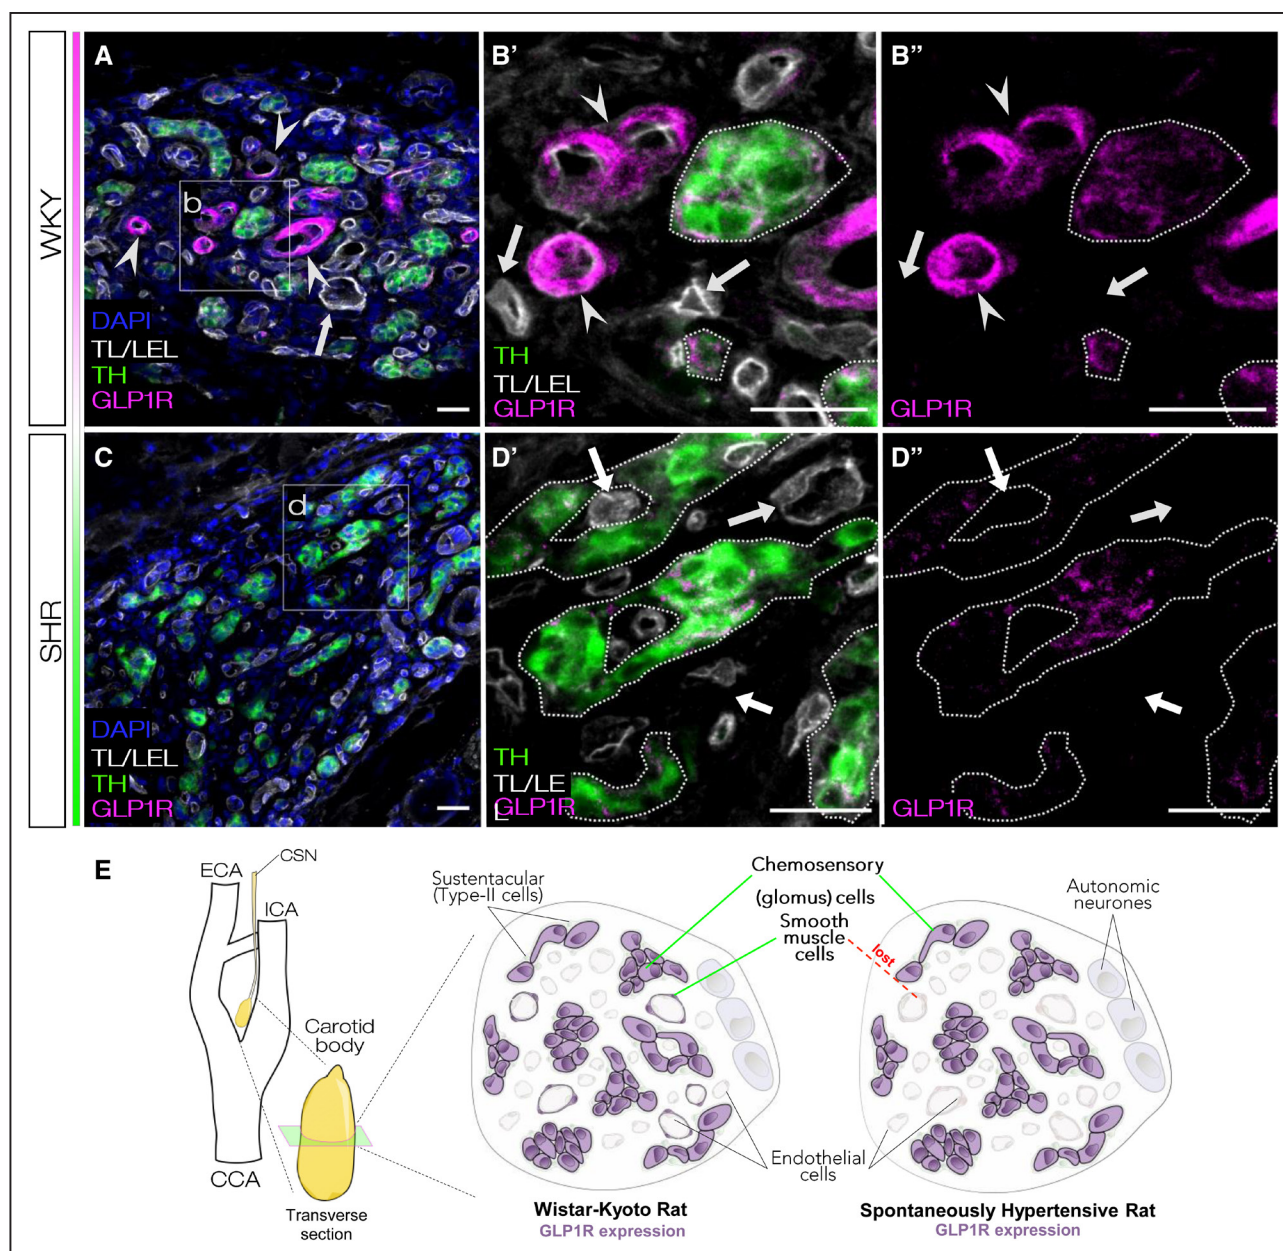 WKY
A
b
DAPI
TL/LEL
TH
GLP1R
B'
TH
TL/LEL
GLP1R
B"
GLP1R
SHR
C
d
DAPI
TL/LEL
TH
GLP1R
D'
TH
TL/LE
L
GLP1R
D"
GLP1R
E
ECA
CSN
ICA
CCA
Carotid
body
Transverse
section
Sustentacular
(Type-II cells)
Chemosensory
(glomus) cells
Smooth
muscle
cells
lost
Autonomic
neurones
Endothelial
cells
Wistar-Kyoto Rat
GLP1R expression
Spontaneously Hypertensive Rat
GLP1R expression